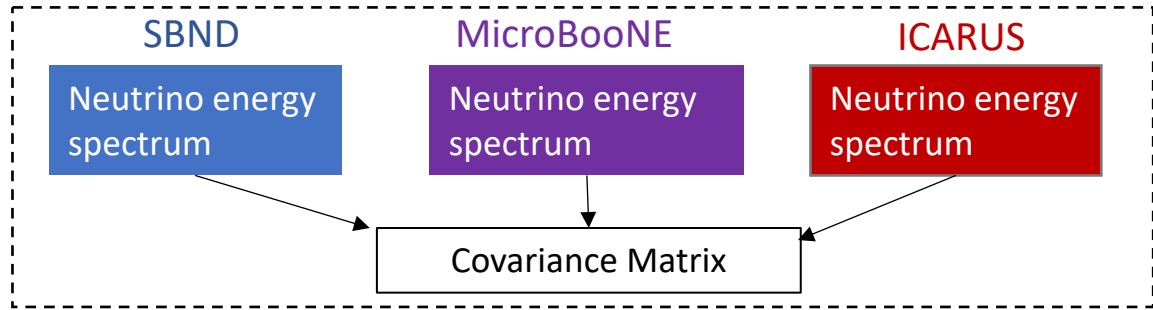 SBND
MicroBooNE
ICARUS
Neutrino energy
spectrum
Neutrino energy
spectrum
Neutrino energy
spectrum
Covariance Matrix